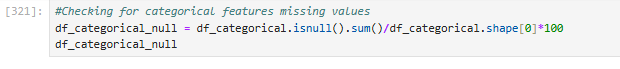 [321]: #Checking for categorical features missing values
df_categorical_null = df_categorical.isnull().sum()/df_categorical.shape[0]*100
df_categorical_null